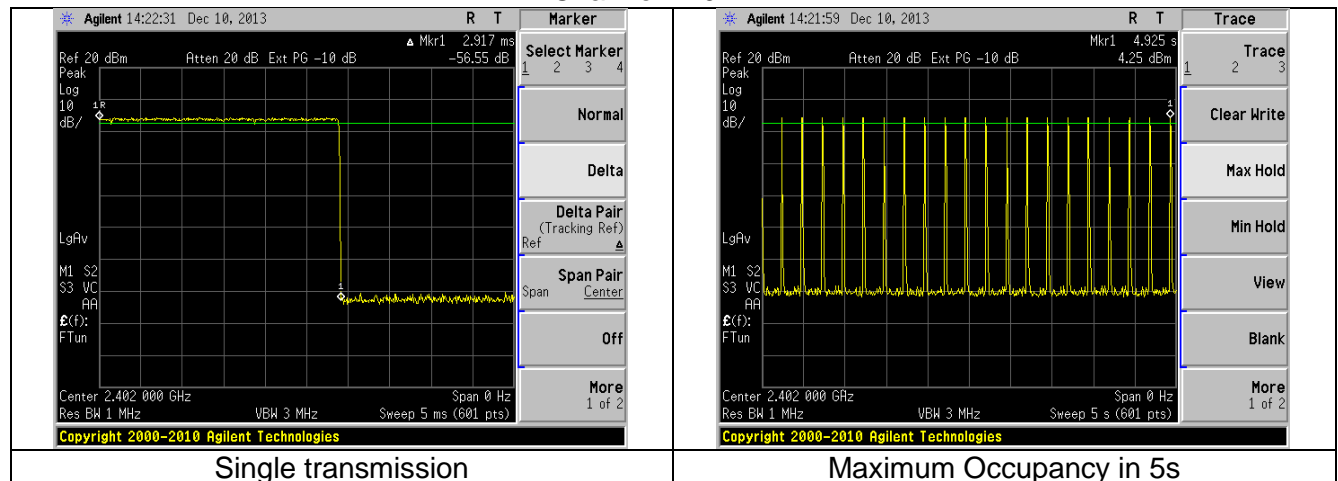 Agilent 14:22:31 Dec 10, 2013 R T Marker
Δ Mkr1 2.917 ms
Ref 20 dBm Atten 20 dB Ext PG -10 dB -56.55 dB
Peak
Log
10
dB/
1R
1
LgAv
M1 S2
S3 VC
AA
£(f):
FTun
Center 2.402 000 GHz Span 0 Hz
Res BW 1 MHz VBW 3 MHz Sweep 5 ms (601 pts)
Copyright 2000-2010 Agilent Technologies
Select Marker
1 2 3 4
Normal
Delta
Delta Pair
(Tracking Ref)
Ref Δ
Span Pair
Span Center
Off
More
1 of 2
Single transmission
Agilent 14:21:59 Dec 10, 2013 R T Trace
Mkr1 4.925 s
Ref 20 dBm Atten 20 dB Ext PG -10 dB 4.25 dBm
Peak
Log
10
dB/
1
LgAv
M1 S2
S3 VC
AA
£(f):
FTun
Center 2.402 000 GHz Span 0 Hz
Res BW 1 MHz VBW 3 MHz Sweep 5 s (601 pts)
Copyright 2000-2010 Agilent Technologies
Trace
1 2 3
Clear Write
Max Hold
Min Hold
View
Blank
More
1 of 2
Maximum Occupancy in 5s